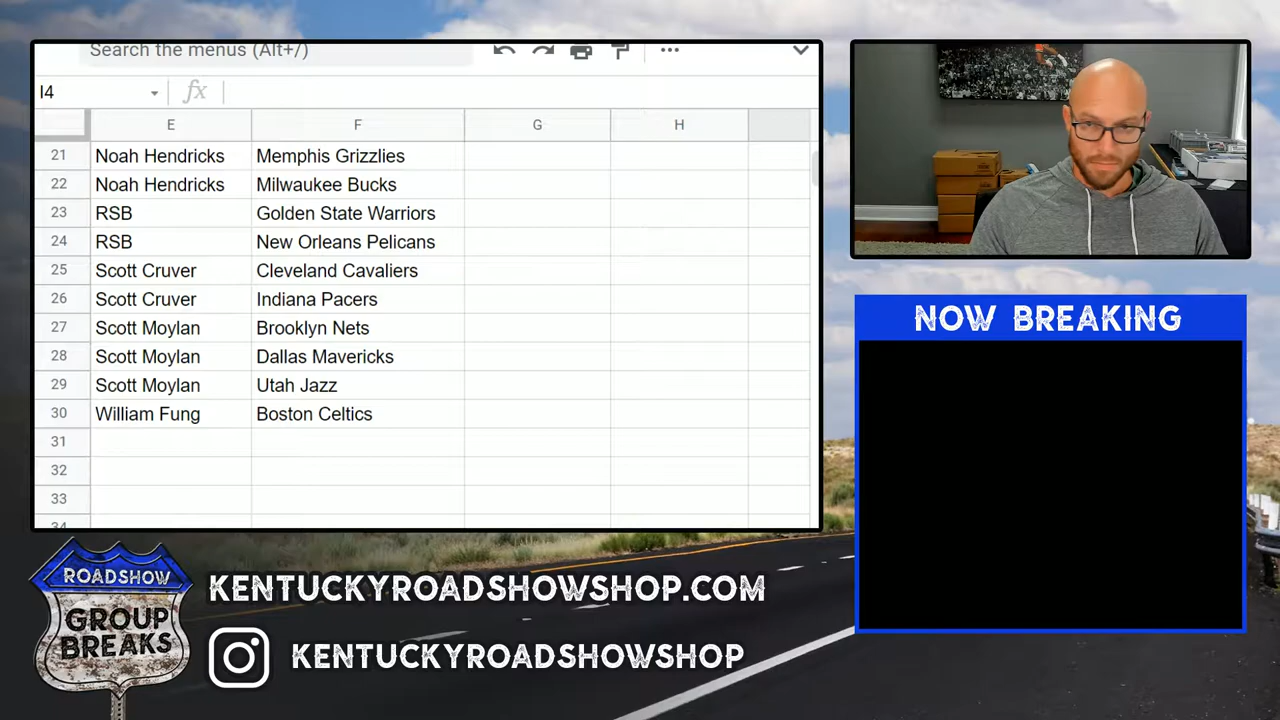 Search the menus (Alt+/)
I4
fx
E F G H
21 Noah Hendricks Memphis Grizzlies
22 Noah Hendricks Milwaukee Bucks
23 RSB Golden State Warriors
24 RSB New Orleans Pelicans
25 Scott Cruver Cleveland Cavaliers
26 Scott Cruver Indiana Pacers
27 Scott Moylan Brooklyn Nets
28 Scott Moylan Dallas Mavericks
29 Scott Moylan Utah Jazz
30 William Fung Boston Celtics
31
32
33
34
NOW BREAKING
ROADSHOW
GROUP
BREAKS
KENTUCKYROADSHOWSHOP.COM
KENTUCKYROADSHOWSHOP